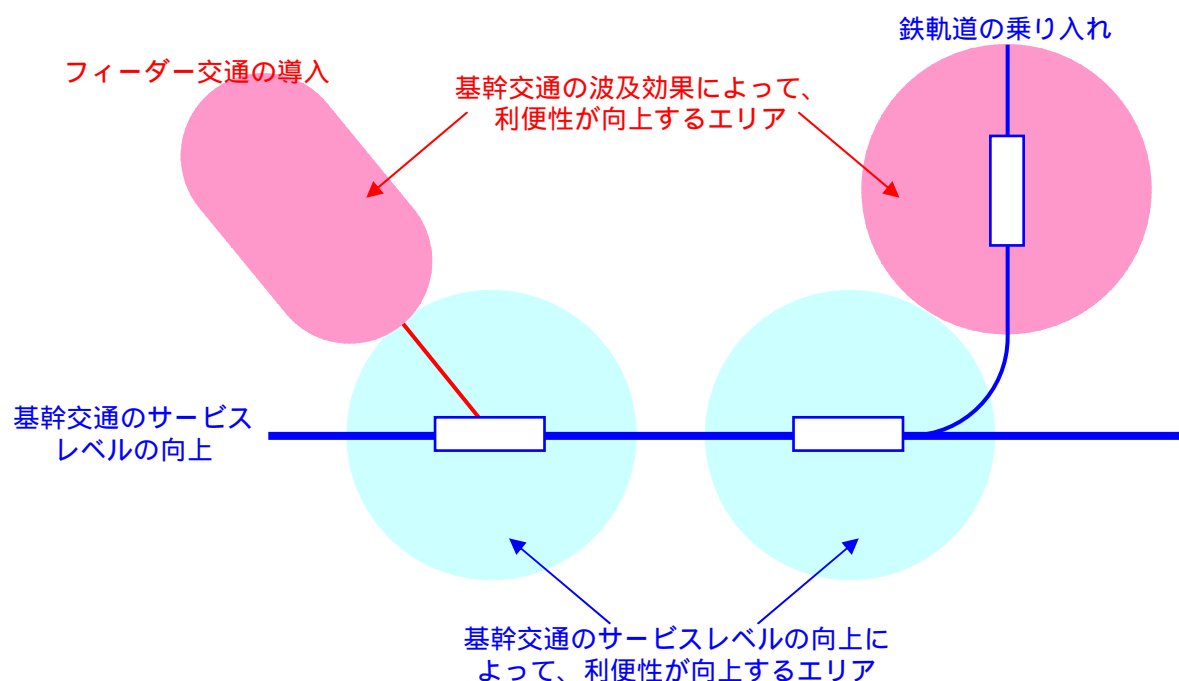 鉄軌道の乗り入れ
フィーダー交通の導入
基幹交通の波及効果によって、
利便性が向上するエリア
基幹交通のサービス
レベルの向上
基幹交通のサービスレベルの向上に
よって、利便性が向上するエリア